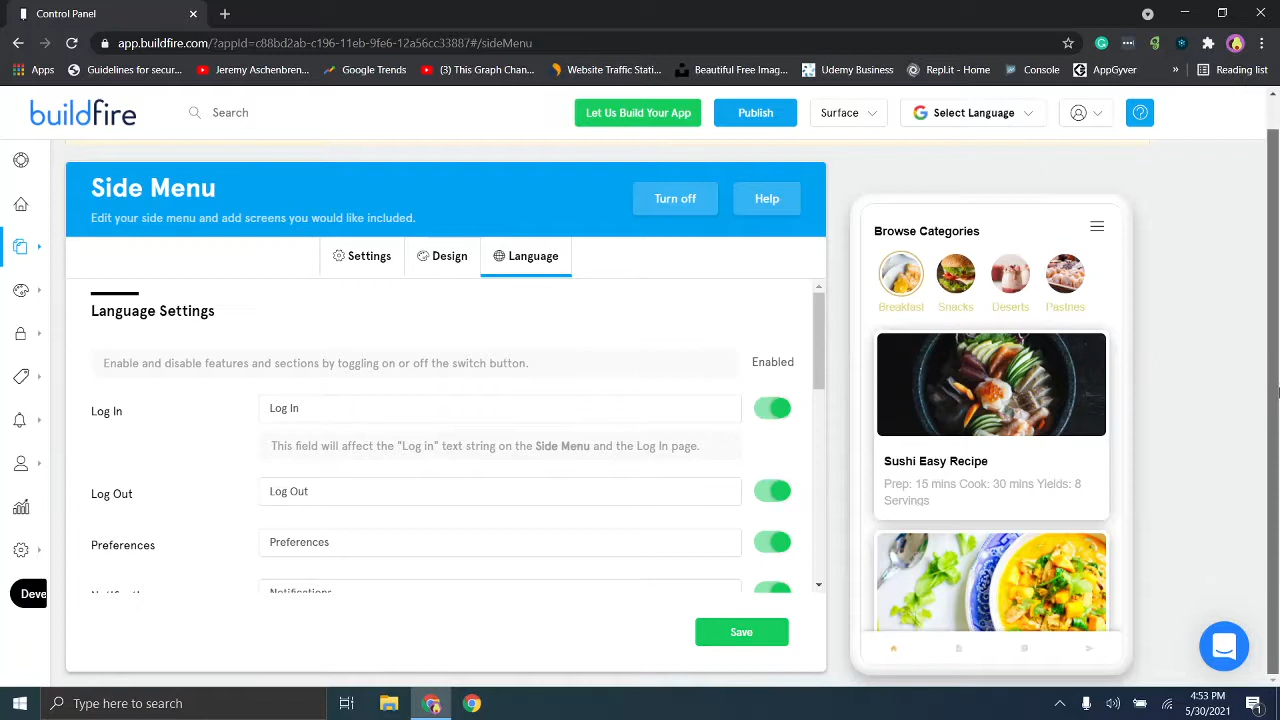 Control Panel
app.buildfire.com/?appId=c88bd2ab-c196-11eb-9fe6-12a56cc33887#/sideMenu
Apps
Guidelines for secur...
Jeremy Aschenbren...
Google Trends
(3) This Graph Chan...
Website Traffic Stati...
Beautiful Free Imag...
Udemy Business
Replit - Home
Console
AppGyver
»
Reading list
buildfire
Search
Let Us Build Your App
Publish
Surface
Select Language
Side Menu
Turn off
Help
Edit your side menu and add screens you would like included.
Settings
Design
Language
Language Settings
Enable and disable features and sections by toggling on or off the switch button.
Enabled
Log In
Log In
This field will affect the "Log in" text string on the Side Menu and the Log In page.
Log Out
Log Out
Preferences
Preferences
Notifications
Save
Deve
Browse Categories
Breakfast
Snacks
Deserts
Pastries
Sushi Easy Recipe
Prep: 15 mins Cook: 30 mins Yields: 8
Servings
Type here to search
4:53 PM
5/30/2021